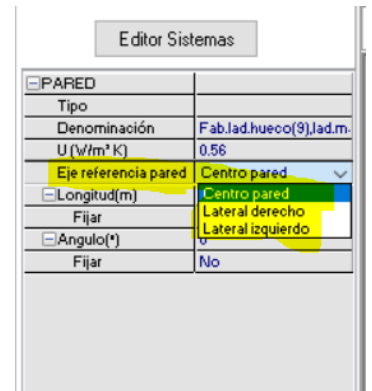 Editor Sistemas
PARED
Tipo
Denominación Fab.lad.hueco(9),lad.m
U (W/m² K) 0.56
Eje referencia pared Centro pared
Longitud(m) Centro pared
Fijar Lateral derecho
Lateral izquierdo
Angulo(°) 0
Fijar No